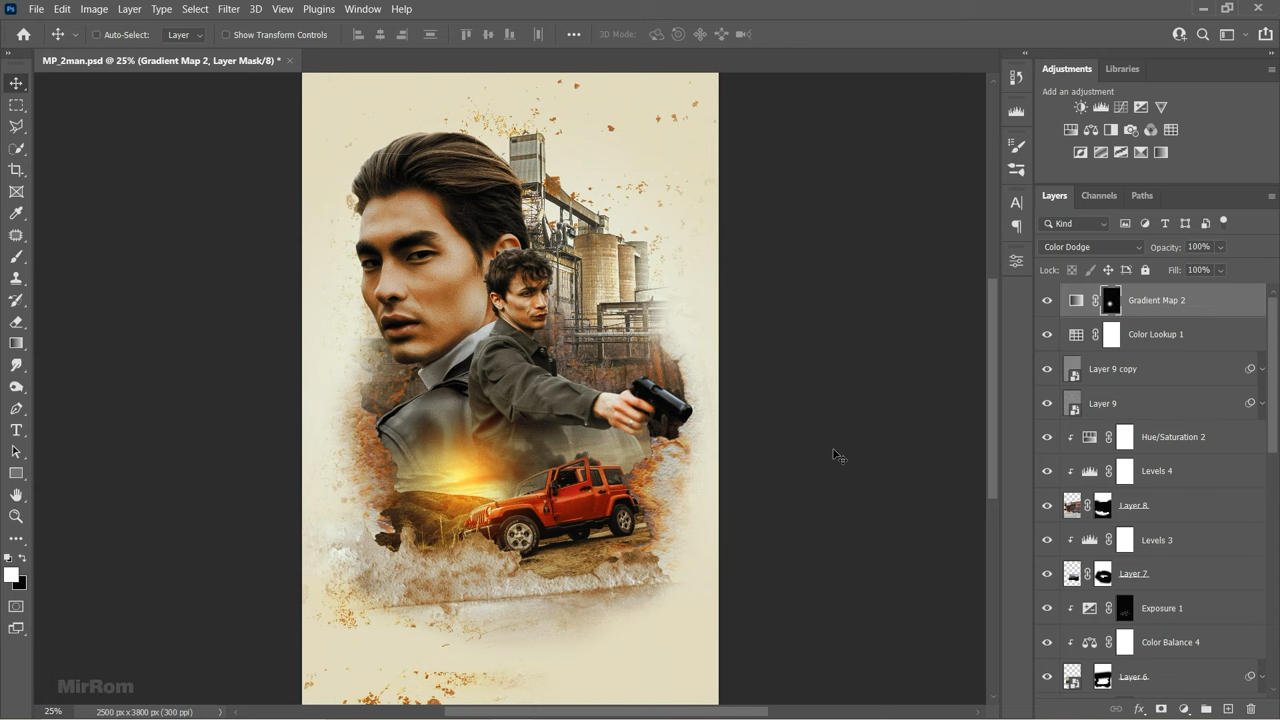 Ps File Edit Image Layer Type Select Filter 3D View Plugins Window Help
Auto-Select: Layer Show Transform Controls 3D Mode:
MP_2man.psd @ 25% (Gradient Map 2, Layer Mask/8) *
Adjustments Libraries
Add an adjustment
Layers Channels Paths
Kind
Color Dodge Opacity: 100%
Lock: Fill: 100%
Gradient Map 2
Color Lookup 1
Layer 9 copy
Layer 9
Hue/Saturation 2
Levels 4
Layer 8
Levels 3
Layer 7
Exposure 1
Color Balance 4
Layer 6
MirRom
25% 2500 px x 3800 px (300 ppi)
fx